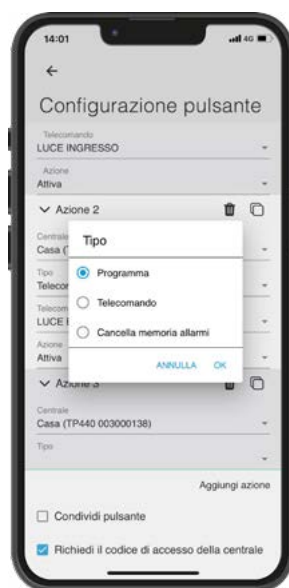 14:01
4G
Configurazione pulsante
Telecomando
LUCE INGRESSO
Azione
Attiva
Azione 2
Centrale
Casa (T
Tipo
Tipo
Telecor
Programma
Telecom
Telecomando
LUCE E
Cancella memoria allarmi
Azione
Attiva
ANNULLA OK
Azione 3
Centrale
Casa (TP440 003000138)
Tipo
Aggiungi azione
Condividi pulsante
Richiedi il codice di accesso della centrale